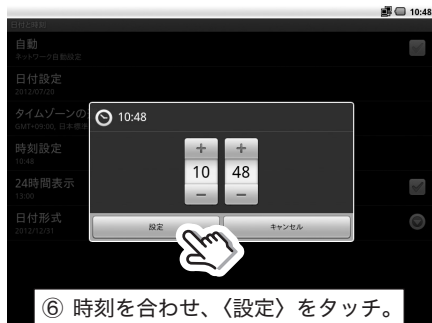 10:48
日付と時刻
自動
ネットワーク自動設定
日付設定
2012/07/20
タイムゾーンの
GMT+09:00, 日本標準
10:48
時刻設定
10:48
+ +
10 48
− −
24時間表示
13:00
日付形式
2012/12/31
設定 キャンセル
⑥ 時刻を合わせ、〈設定〉をタッチ。